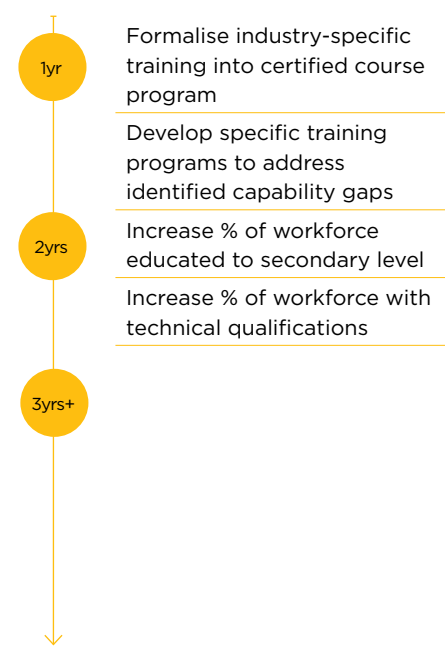 1yr
Formalise industry-specific
training into certified course
program
Develop specific training
programs to address
identified capability gaps
2yrs
Increase % of workforce
educated to secondary level
Increase % of workforce with
technical qualifications
3yrs+